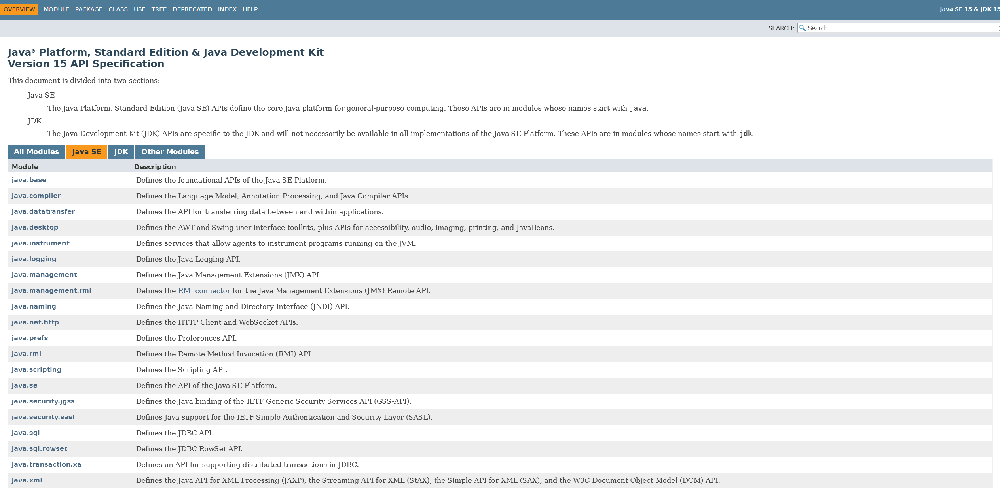 OVERVIEW MODULE PACKAGE CLASS USE TREE DEPRECATED INDEX HELP Java SE 15 & JDK 15
SEARCH: Search
Java® Platform, Standard Edition & Java Development Kit
Version 15 API Specification
This document is divided into two sections:
Java SE
The Java Platform, Standard Edition (Java SE) APIs define the core Java platform for general-purpose computing. These APIs are in modules whose names start with java.
JDK
The Java Development Kit (JDK) APIs are specific to the JDK and will not necessarily be available in all implementations of the Java SE Platform. These APIs are in modules whose names start with jdk.
All Modules Java SE JDK Other Modules
Module Description
java.base Defines the foundational APIs of the Java SE Platform.
java.compiler Defines the Language Model, Annotation Processing, and Java Compiler APIs.
java.datatransfer Defines the API for transferring data between and within applications.
java.desktop Defines the AWT and Swing user interface toolkits, plus APIs for accessibility, audio, imaging, printing, and JavaBeans.
java.instrument Defines services that allow agents to instrument programs running on the JVM.
java.logging Defines the Java Logging API.
java.management Defines the Java Management Extensions (JMX) API.
java.management.rmi Defines the RMI connector for the Java Management Extensions (JMX) Remote API.
java.naming Defines the Java Naming and Directory Interface (JNDI) API.
java.net.http Defines the HTTP Client and WebSocket APIs.
java.prefs Defines the Preferences API.
java.rmi Defines the Remote Method Invocation (RMI) API.
java.scripting Defines the Scripting API.
java.se Defines the API of the Java SE Platform.
java.security.jgss Defines the Java binding of the IETF Generic Security Services API (GSS-API).
java.security.sasl Defines Java support for the IETF Simple Authentication and Security Layer (SASL).
java.sql Defines the JDBC API.
java.sql.rowset Defines the JDBC RowSet API.
java.transaction.xa Defines an API for supporting distributed transactions in JDBC.
java.xml Defines the Java API for XML Processing (JAXP), the Streaming API for XML (StAX), the Simple API for XML (SAX), and the W3C Document Object Model (DOM) API.